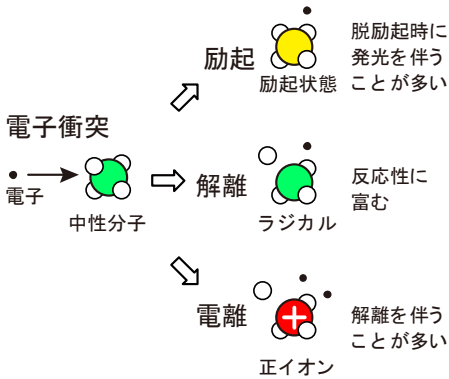 電子衝突
電子
中性分子
励起
励起状態
脱励起時に
発光を伴う
ことが多い
解離
ラジカル
反応性に
富む
電離
正イオン
解離を伴う
ことが多い